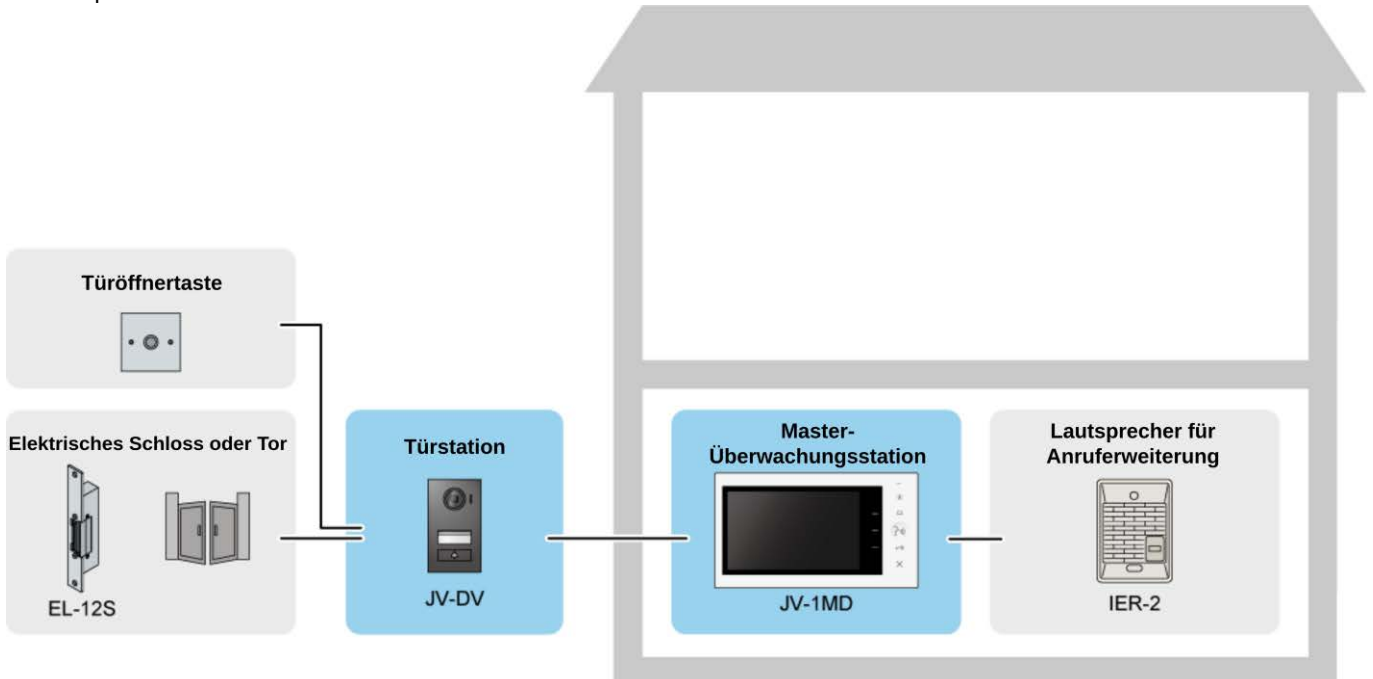 Türöffnertaste
Elektrisches Schloss oder Tor
EL-12S
Türstation
JV-DV
Master-
Überwachungsstation
JV-1MD
Lautsprecher für
Anruferweiterung
IER-2